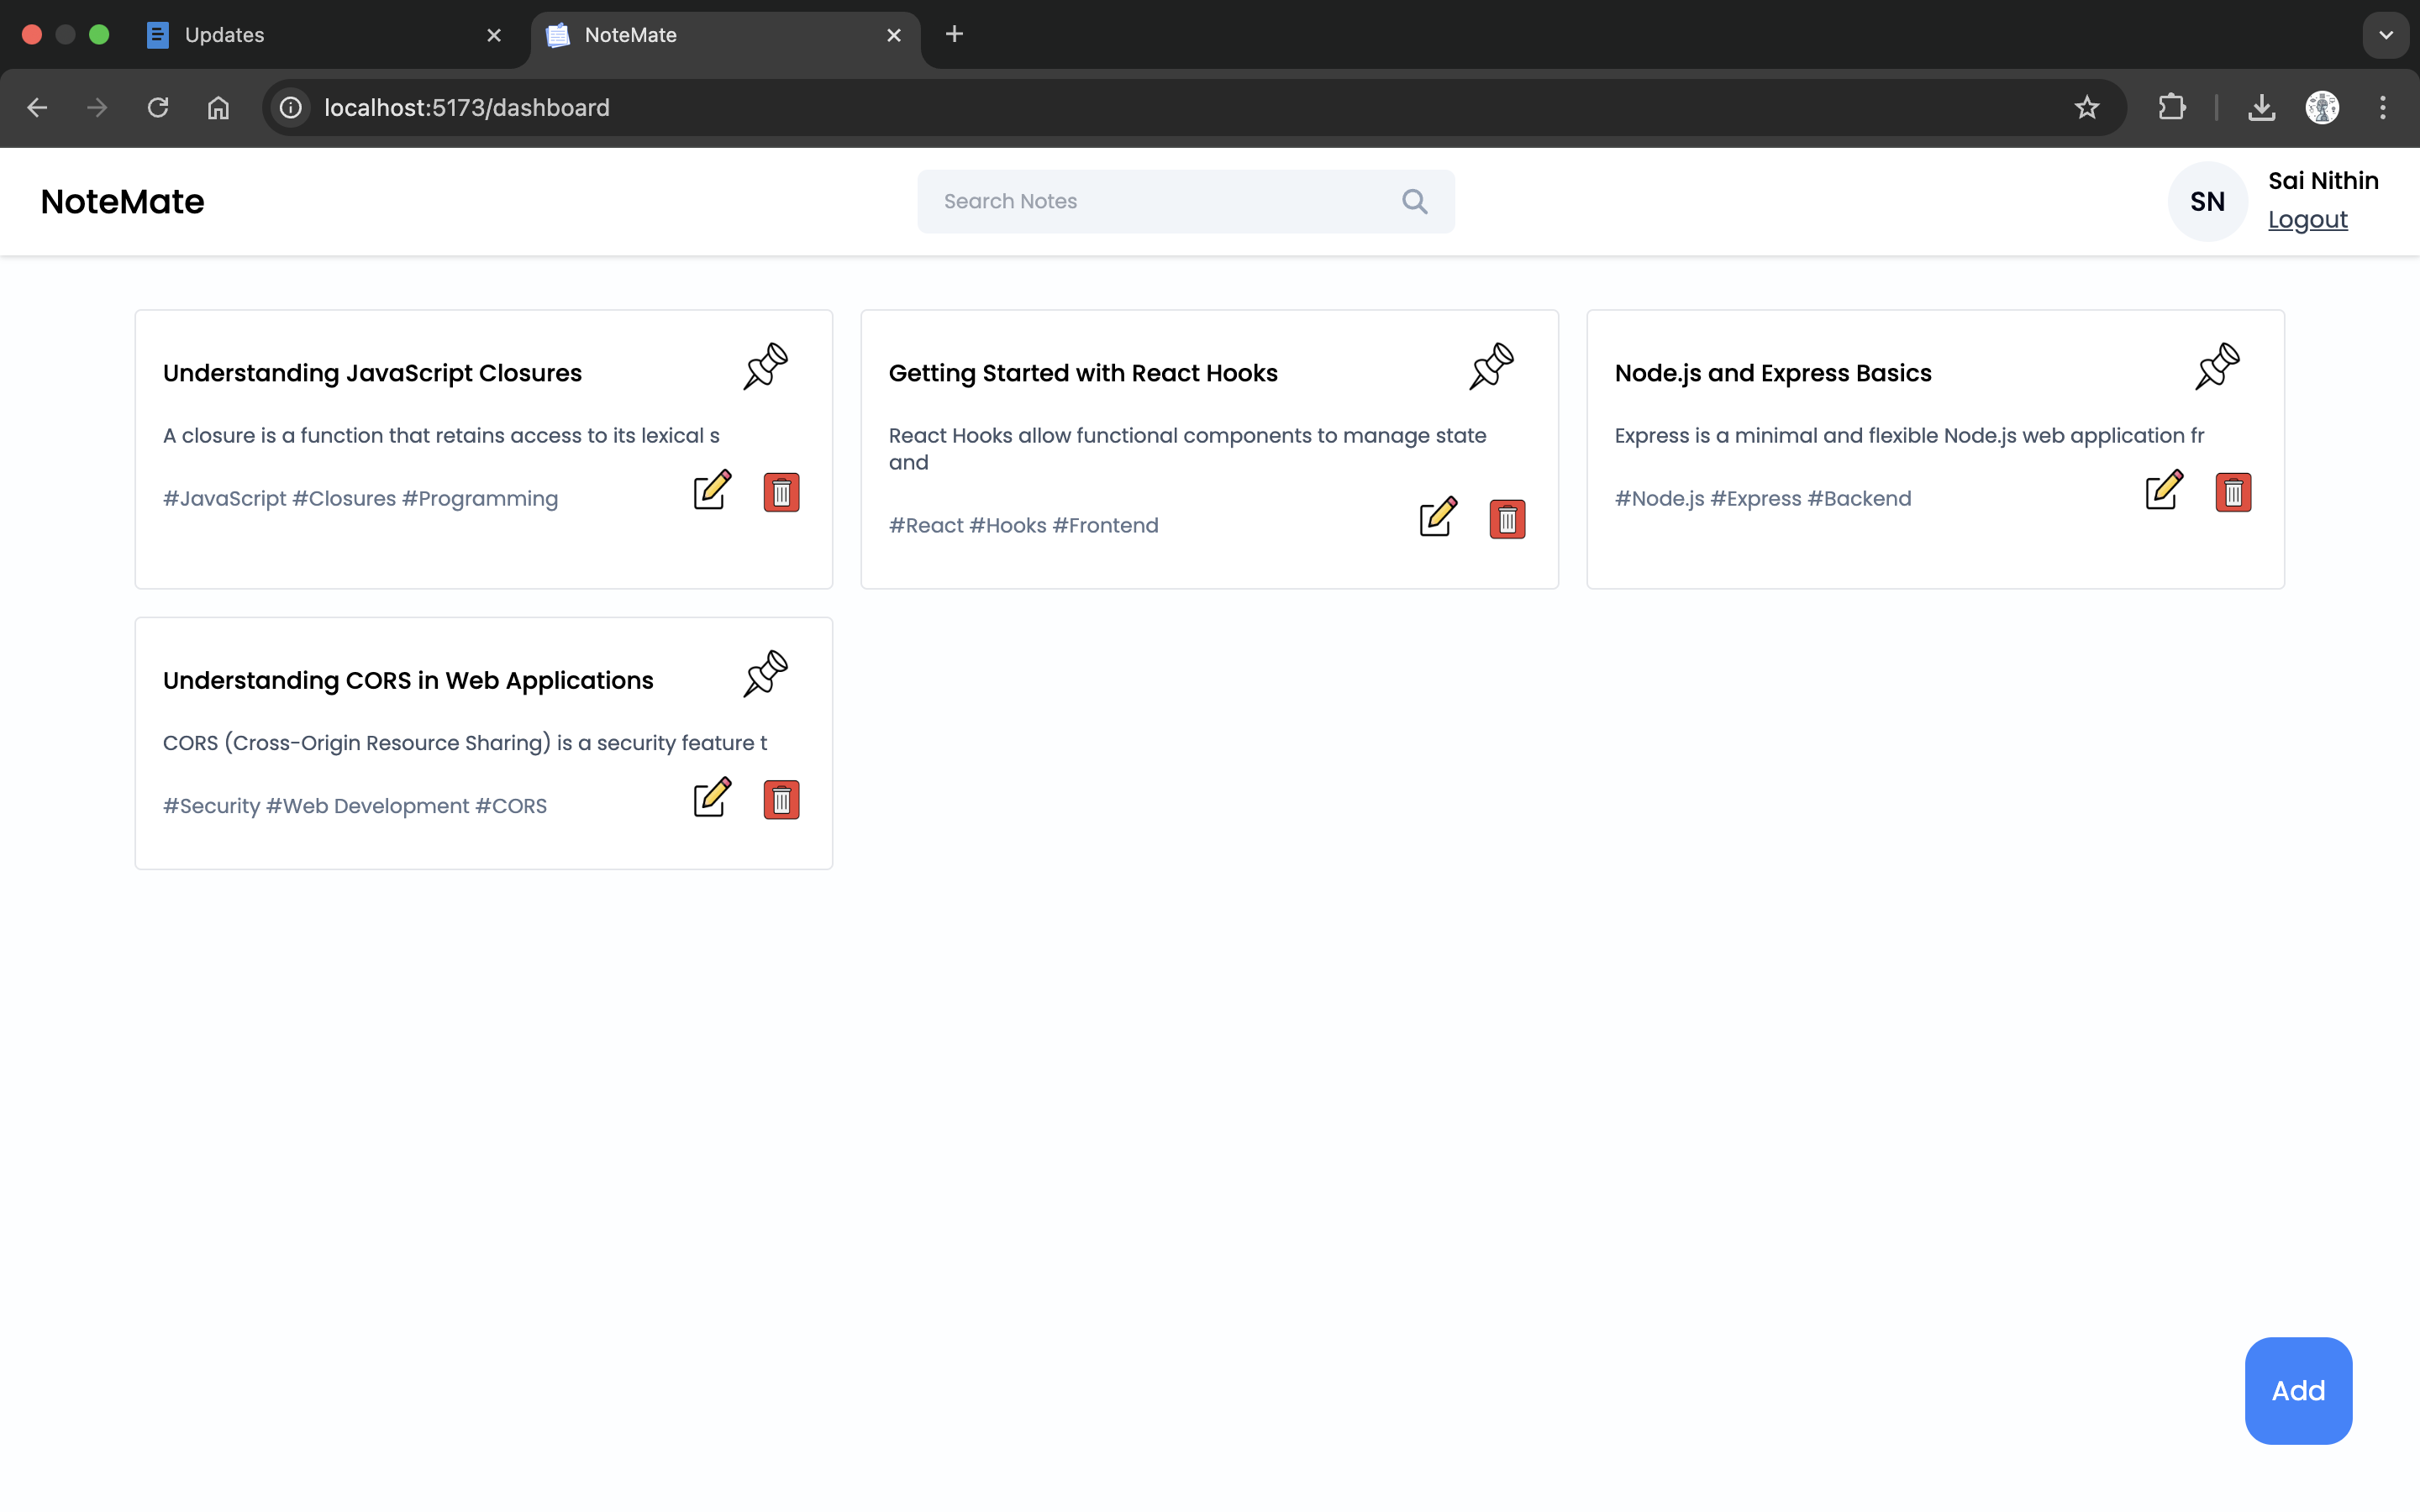 Updates
NoteMate
localhost:5173/dashboard
NoteMate
Search Notes
SN
Sai Nithin
Logout
Understanding JavaScript Closures
A closure is a function that retains access to its lexical s
#JavaScript #Closures #Programming
Getting Started with React Hooks
React Hooks allow functional components to manage state
and
#React #Hooks #Frontend
Node.js and Express Basics
Express is a minimal and flexible Node.js web application fr
#Node.js #Express #Backend
Understanding CORS in Web Applications
CORS (Cross-Origin Resource Sharing) is a security feature t
#Security #Web Development #CORS
Add